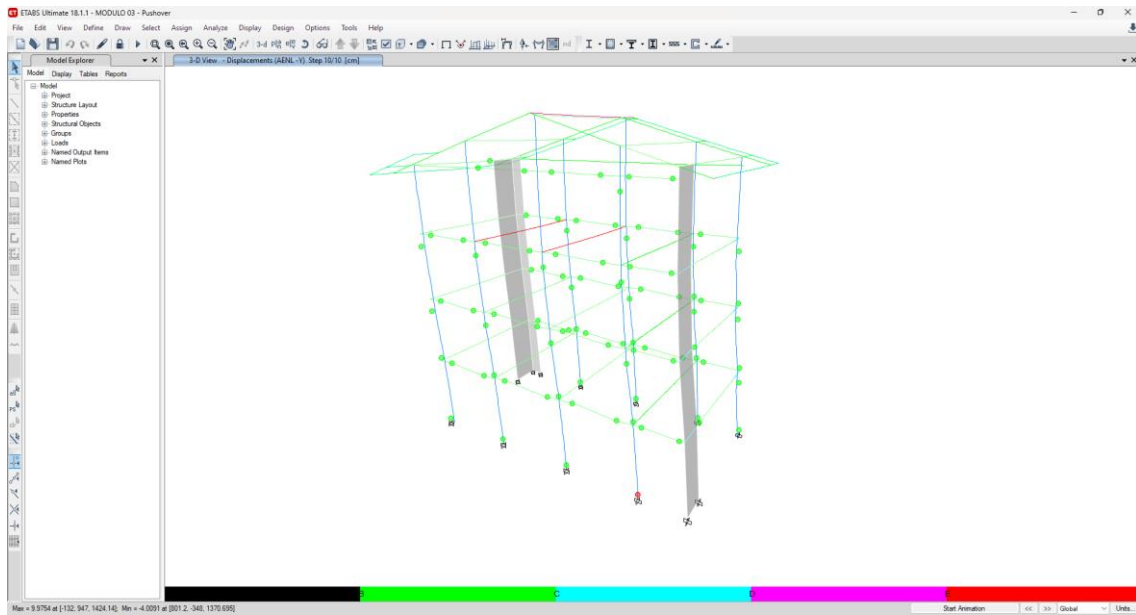 ETABS Ultimate 18.1.1 - MODULO 03 - Pushover
File Edit View Define Draw Select Assign Analyze Display Design Options Tools Help
3-d
Model Explorer
3-D View - Displacements (AENL -Y) Step 10/10 [cm]
Model Display Tables Reports
Model
Project
Structure Layout
Properties
Structural Objects
Groups
Loads
Named Output Items
Named Plots
B C D E
Max = 9.9754 at [-132, 947, 1424.14]; Min = -4.0091 at [801.2, -348, 1370.695]
Start Animation << >> Global Units...